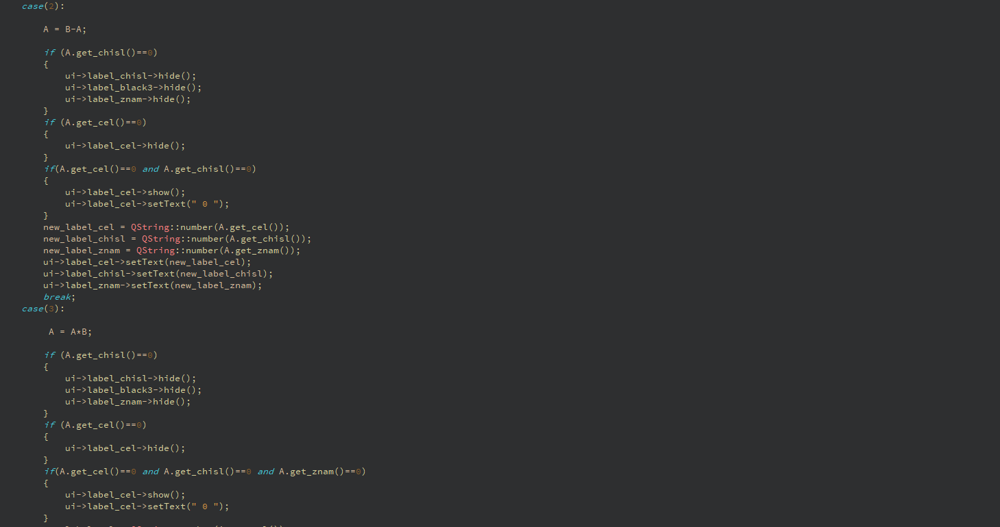 case(2):
A = B-A;
if (A.get_chisl()==0)
{
ui->label_chisl->hide();
ui->label_black3->hide();
ui->label_znam->hide();
}
if (A.get_cel()==0)
{
ui->label_cel->hide();
}
if(A.get_cel()==0 and A.get_chisl()==0)
{
ui->label_cel->show();
ui->label_cel->setText(" 0 ");
}
new_label_cel = QString::number(A.get_cel());
new_label_chisl = QString::number(A.get_chisl());
new_label_znam = QString::number(A.get_znam());
ui->label_cel->setText(new_label_cel);
ui->label_chisl->setText(new_label_chisl);
ui->label_znam->setText(new_label_znam);
break;
case(3):
A = A*B;
if (A.get_chisl()==0)
{
ui->label_chisl->hide();
ui->label_black3->hide();
ui->label_znam->hide();
}
if (A.get_cel()==0)
{
ui->label_cel->hide();
}
if(A.get_cel()==0 and A.get_chisl()==0 and A.get_znam()==0)
{
ui->label_cel->show();
ui->label_cel->setText(" 0 ");
}